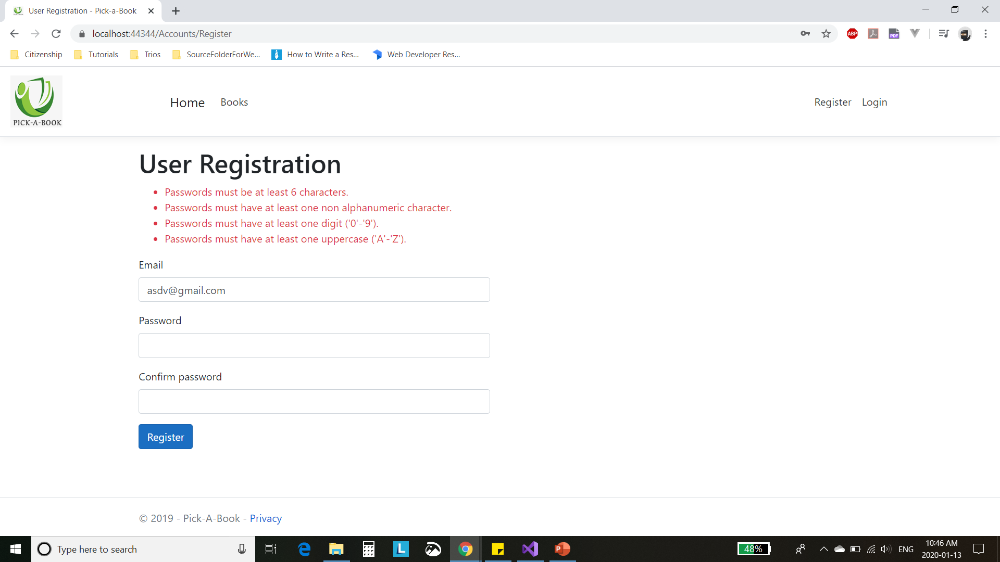 User Registration - Pick-a-Book
localhost:44344/Accounts/Register
ABP
PDF
Citizenship
Tutorials
Trios
SourceFolderForWe...
How to Write a Res...
Web Developer Res...
PICK-A-BOOK
Home
Books
Register
Login
User Registration
Passwords must be at least 6 characters.
Passwords must have at least one non alphanumeric character.
Passwords must have at least one digit ('0'-'9').
Passwords must have at least one uppercase ('A'-'Z').
Email
asdv@gmail.com
Password
Confirm password
Register
© 2019 - Pick-A-Book - Privacy
Type here to search
L
P
48%
ENG
10:46 AM
2020-01-13